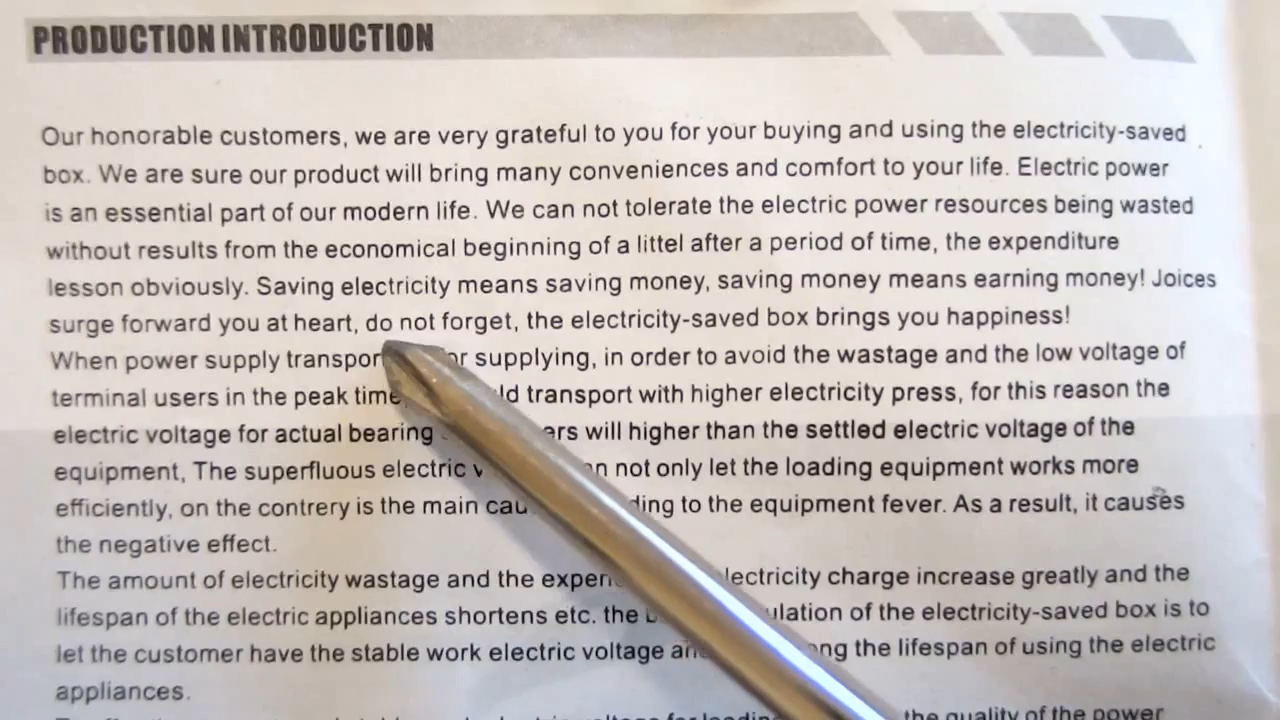 PRODUCTION INTRODUCTION
Our honorable customers, we are very grateful to you for your buying and using the electricity-saved
box. We are sure our product will bring many conveniences and comfort to your life. Electric power
is an essential part of our modern life. We can not tolerate the electric power resources being wasted
without results from the economical beginning of a littel after a period of time, the expenditure
lesson obviously. Saving electricity means saving money, saving money means earning money! Joices
surge forward you at heart, do not forget, the electricity-saved box brings you happiness!
When power supply supplying, in order to avoid the wastage and the low voltage of
terminal users in the peak time transport with higher electricity press, for this reason the
electric voltage for actual bearing will higher than the settled electric voltage of the
equipment, The superfluous electric not only let the loading equipment works more
efficiently, on the contrery is the main to the equipment fever. As a result, it causes
the negative effect.
The amount of electricity wastage and the charge increase greatly and the
lifespan of the electric appliances shortens etc. the of the electricity-saved box is to
let the customer have the stable work electric voltage the lifespan of using the electric
appliances.
the quality of the power